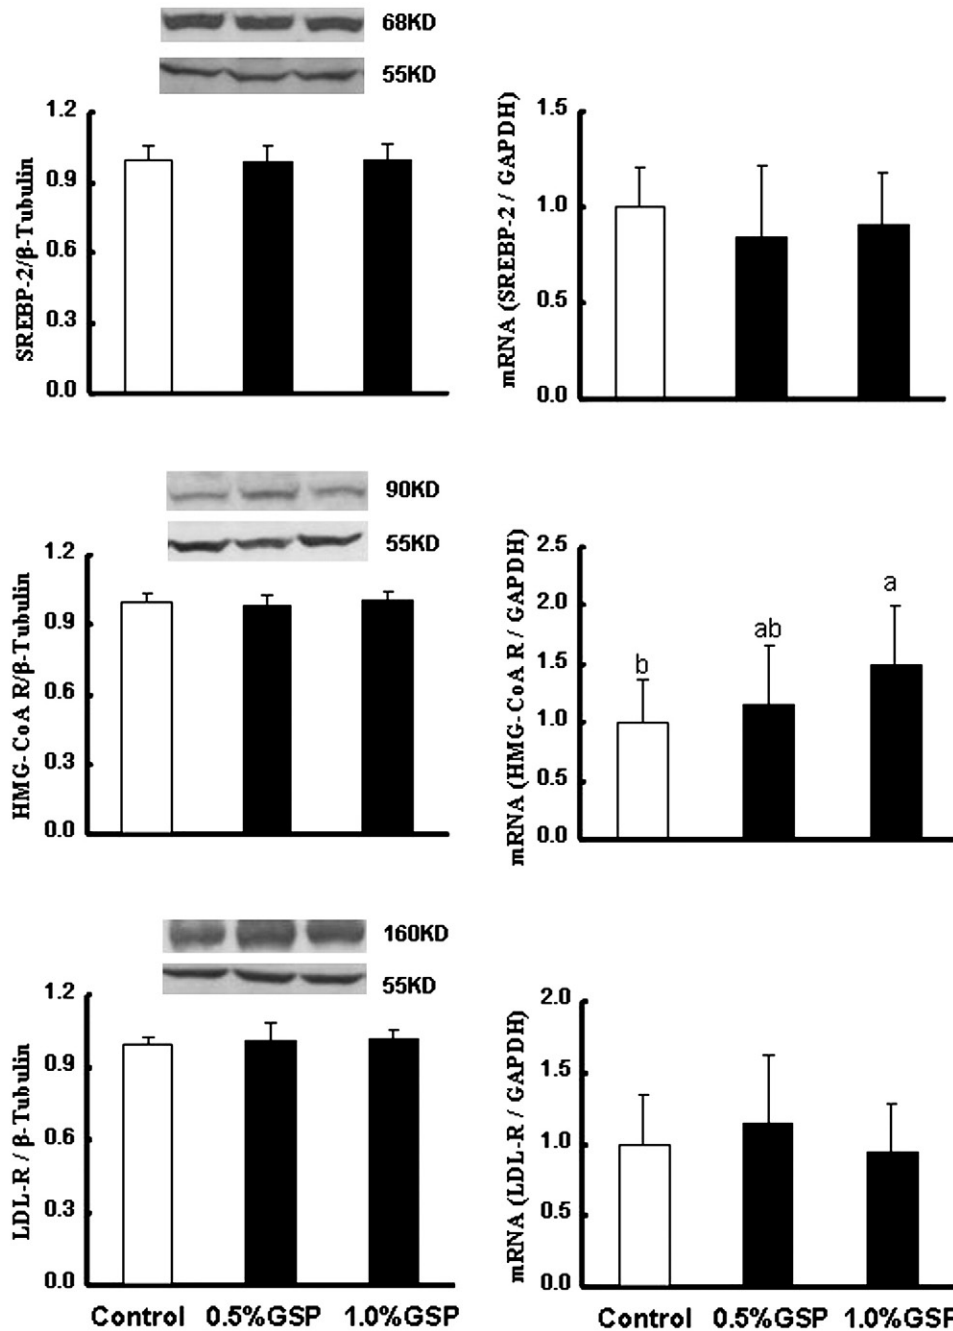 68KD
55KD
SREBP-2/β-Tubulin
1.2
0.9
0.6
0.3
0.0
mRNA (SREBP-2 / GAPDH)
1.5
1.0
0.5
0.0
90KD
55KD
HMG-CoA R/β-Tubulin
1.2
0.9
0.6
0.3
0.0
mRNA (HMG-CoA R / GAPDH)
2.5
2.0
1.5
1.0
0.5
0.0
b
ab
a
160KD
55KD
LDL-R / β-Tubulin
1.2
0.9
0.6
0.3
0.0
Control 0.5%GSP 1.0%GSP
mRNA (LDL-R / GAPDH)
2.0
1.5
1.0
0.5
0.0
Control 0.5%GSP 1.0%GSP